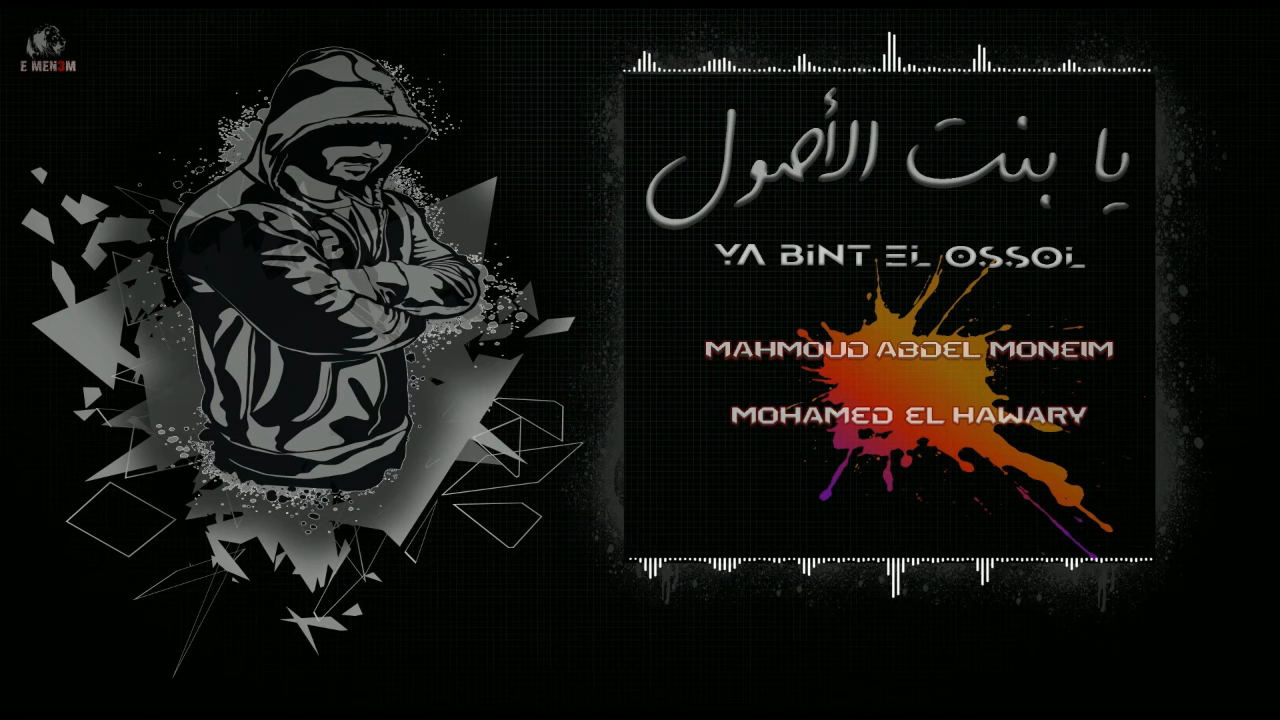 E MEN3M
يا بنت الأصول
YA BiNT EL OSSOL
MAHMOUD ABDEL MONEIM
MOHAMED EL HAWARY